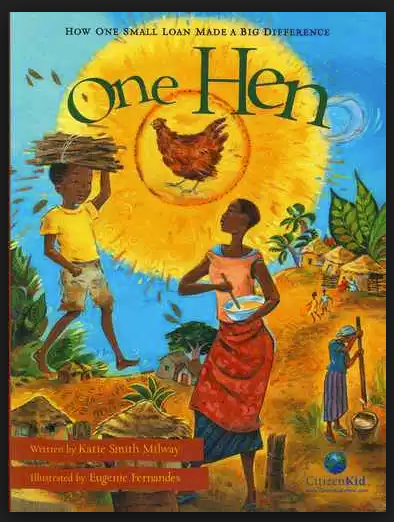 HOW ONE SMALL LOAN MADE A BIG DIFFERENCE
One Hen
Written by Katie Smith Milway
Illustrated by Eugenie Fernandes
CitizenKid